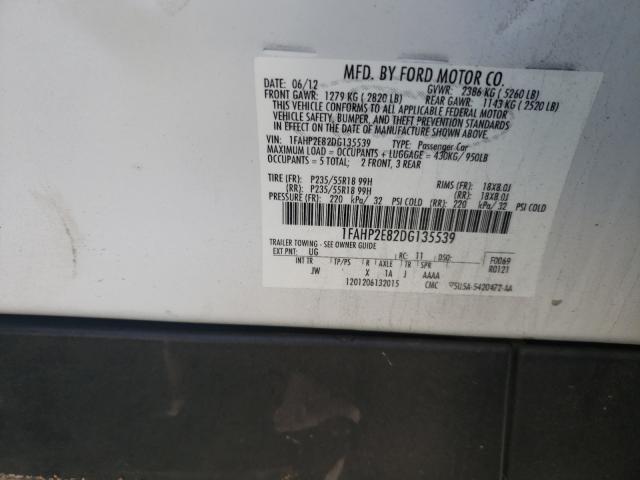 MFD. BY FORD MOTOR CO.
DATE: 06/12 GVWR: 2386 KG ( 5260 LB)
FRONT GAWR: 1279 KG ( 2820 LB) REAR GAWR: 1143 KG ( 2520 LB)
THIS VEHICLE CONFORMS TO ALL APPLICABLE FEDERAL MOTOR
VEHICLE SAFETY, BUMPER, AND THEFT PREVENTION STANDARDS
IN EFFECT ON THE DATE OF MANUFACTURE SHOWN ABOVE.
VIN: 1FAHP2E82DG135539 TYPE: Passenger Car
MAXIMUM LOAD = OCCUPANTS + LUGGAGE = 430KG/ 950LB
OCCUPANTS = 5 TOTAL; 2 FRONT, 3 REAR
TIRE (FR): P235/55R18 99H RIMS (FR): 18X8.0J
(RR): P235/55R18 99H (RR): 18X8.0J
PRESSURE (FR): 220 kPa/ 32 PSI COLD (RR): 220 kPa/ 32 PSI COLD
1FAHP2E82DG135539
TRAILER TOWING - SEE OWNER GUIDE
EXT PNT: UG RC: 11 DSO: F0069
R0121
INT TR TP/PS R AXLE TR SPR
JW X 1A J AAAA
1201206132015 CMC 5U5A-5420472-AA